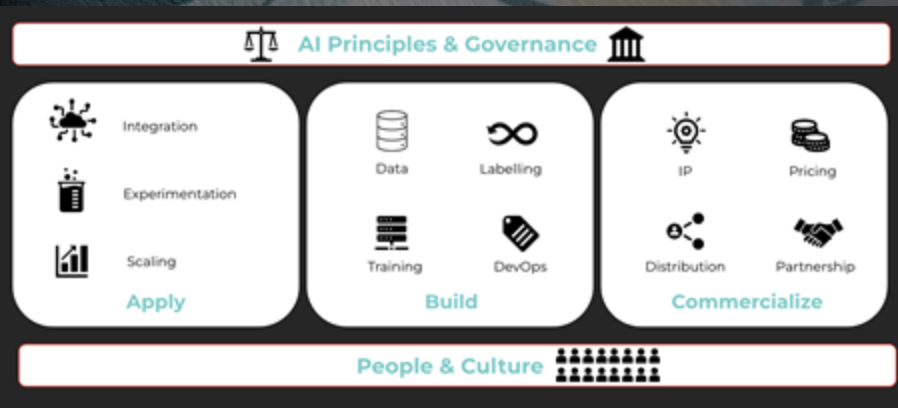 AI Principles & Governance
Integration
Experimentation
Scaling
Apply
Data
Labelling
Training
DevOps
Build
IP
Pricing
Distribution
Partnership
Commercialize
People & Culture